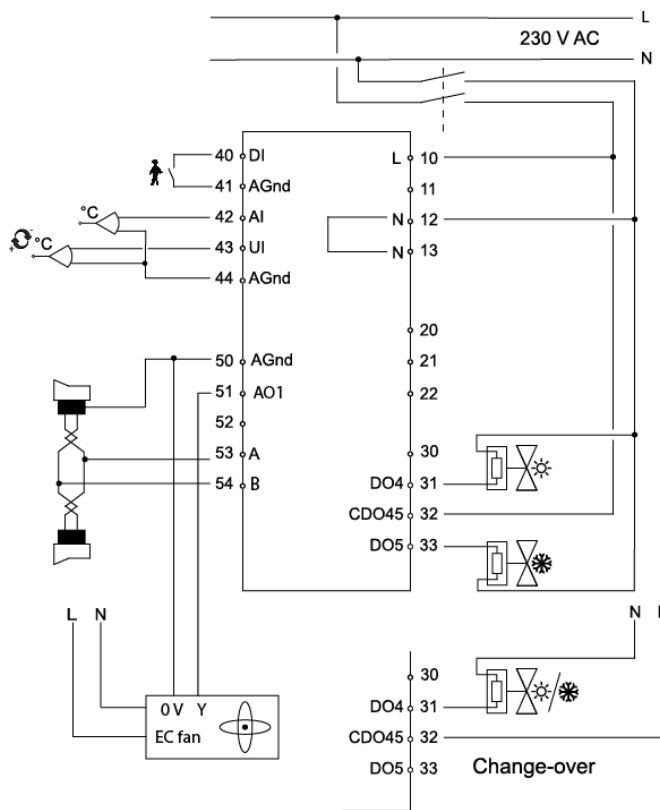 L
230 V AC
N
40 DI
L 10
41 AGnd
11
°C
42 AI
N 12
°C
43 UI
N 13
44 AGnd
20
50 AGnd
21
51 AO1
22
52
30
53 A
DO4 31
54 B
CDO45 32
DO5 33
L N
N
30
0 V Y
DO4 31
EC fan
CDO45 32
Change-over
DO5 33